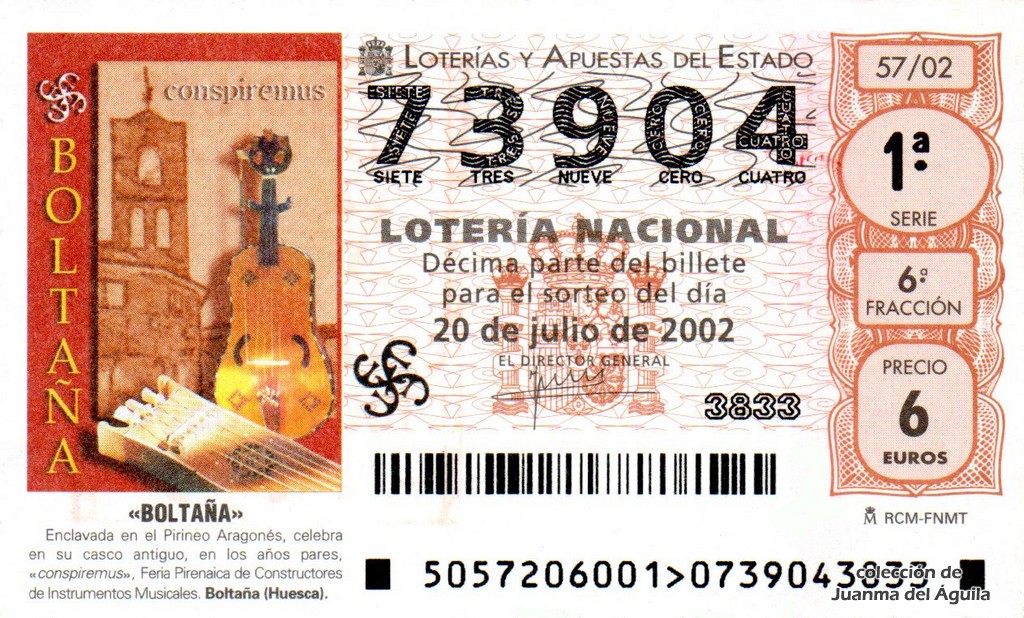 conspiremus
BOLTAÑA
«BOLTAÑA»
Enclavada en el Pirineo Aragonés, celebra
en su casco antiguo, en los años pares,
«conspiremus», Feria Pirenaica de Constructores
de Instrumentos Musicales. Boltaña (Huesca).
LOTERÍAS Y APUESTAS DEL ESTADO
73904
SIETE TRES NUEVE CERO CUATRO
LOTERÍA NACIONAL
Décima parte del billete
para el sorteo del día
20 de julio de 2002
EL DIRECTOR GENERAL
3833
57/02
1ª
SERIE
6ª
FRACCIÓN
PRECIO
6
EUROS
RCM-FNMT
5057206001>0739043833
colección de
Juanma del Águila